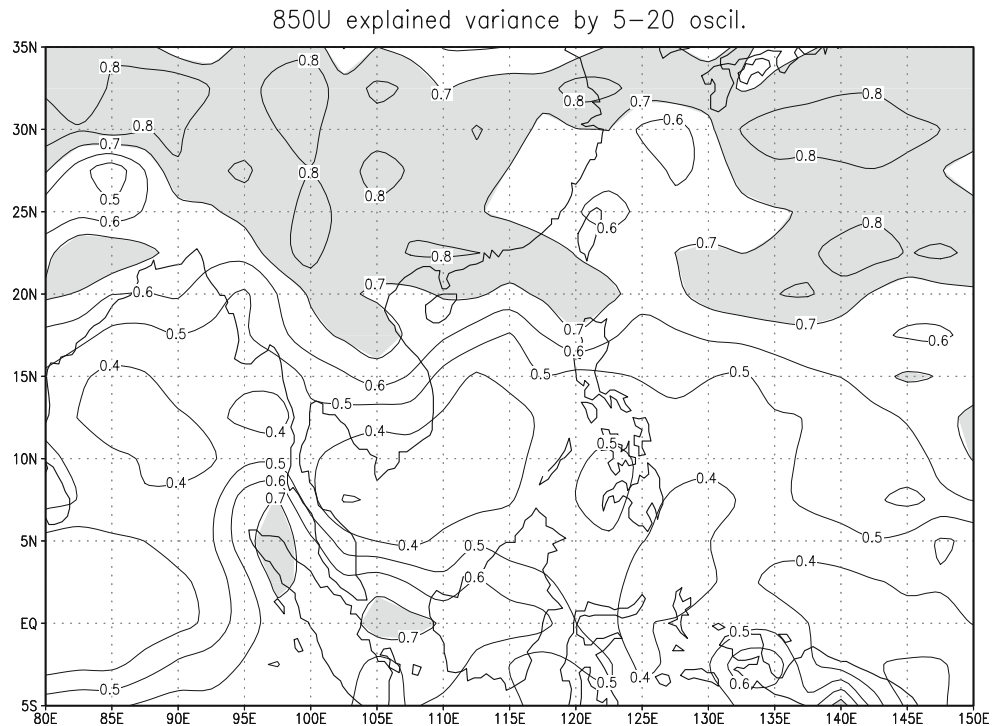 850U explained variance by 5-20 oscil.
35N
0.8 0.8
0.7 0.8 0.7 0.8
30N 0.8 0.6
0.7 0.8
0.8 0.8
0.5
25N 0.6 0.6 0.8
0.8 0.7
0.7
20N 0.6
0.5 0.7 0.7
0.6 0.6
15N 0.4 0.6 0.5 0.5
0.5
0.4 0.4
0.5
10N 0.5
0.4 0.6 0.4
0.7
5N 0.4 0.5 0.5
0.4
0.6
EQ 0.7 0.5
0.5 0.5 0.4 0.6
5S
80E 85E 90E 95E 100E 105E 110E 115E 120E 125E 130E 135E 140E 145E 150E